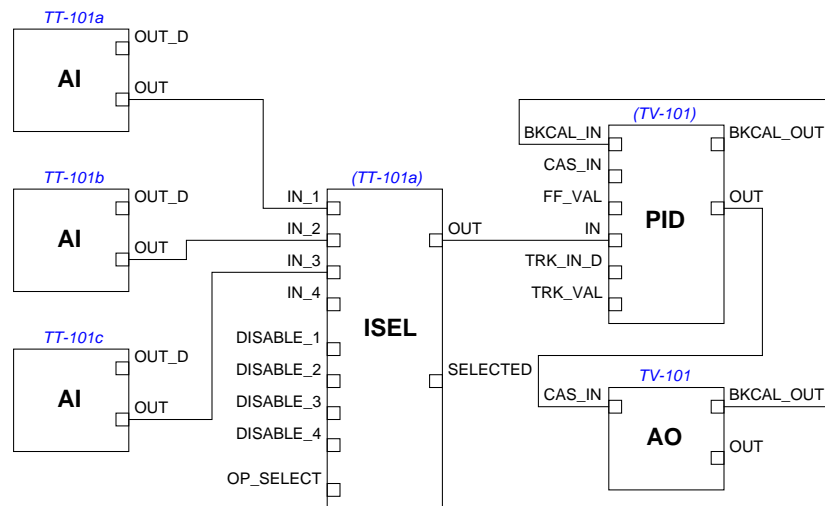 TT-101a
OUT_D
AI
OUT
TT-101b
OUT_D
AI
OUT
TT-101c
OUT_D
AI
OUT
(TT-101a)
IN_1
IN_2
IN_3
IN_4
DISABLE_1
DISABLE_2
DISABLE_3
DISABLE_4
OP_SELECT
ISEL
OUT
SELECTED
(TV-101)
BKCAL_IN
CAS_IN
FF_VAL
IN
TRK_IN_D
TRK_VAL
PID
BKCAL_OUT
OUT
TV-101
CAS_IN
AO
BKCAL_OUT
OUT